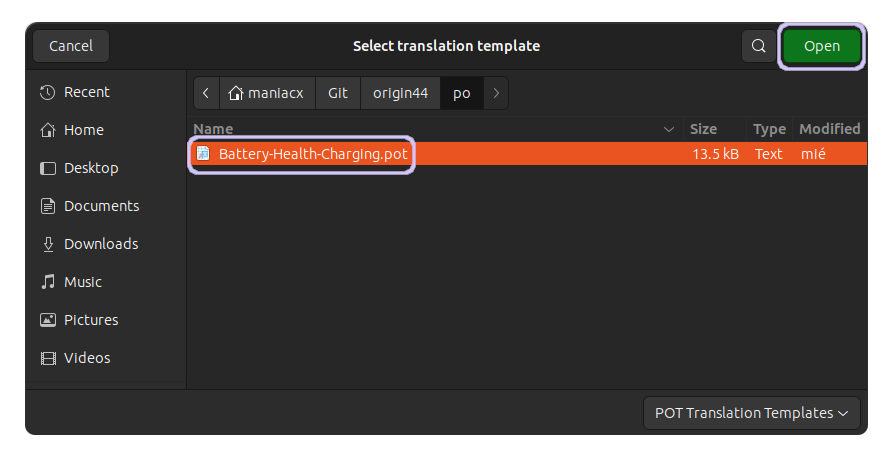 Cancel Select translation template Open
Recent
maniacx Git origin44 po
Home
Name Size Type Modified
Battery-Health-Charging.pot 13.5 kB Text mié
Desktop
Documents
Downloads
Music
Pictures
Videos
POT Translation Templates